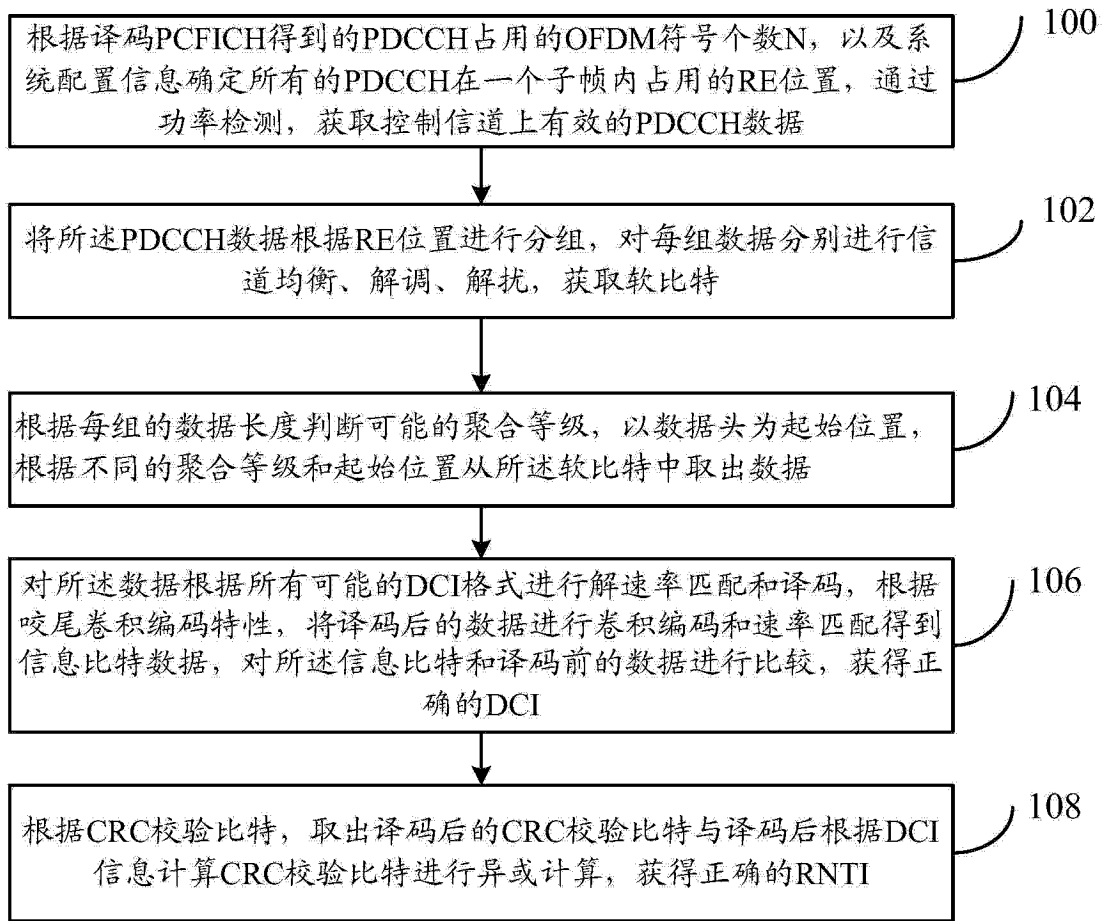 根据译码PCFICH得到的PDCCH占用的OFDM符号个数N，以及系
统配置信息确定所有的PDCCH在一个子帧内占用的RE位置，通过
功率检测，获取控制信道上有效的PDCCH数据
100
将所述PDCCH数据根据RE位置进行分组，对每组数据分别进行信
道均衡、解调、解扰，获取软比特
102
根据每组的数据长度判断可能的聚合等级，以数据头为起始位置，
根据不同的聚合等级和起始位置从所述软比特中取出数据
104
对所述数据根据所有可能的DCI格式进行解速率匹配和译码，根据
咬尾卷积编码特性，将译码后的数据进行卷积编码和速率匹配得到
信息比特数据，对所述信息比特和译码前的数据进行比较，获得正
确的DCI
106
根据CRC校验比特，取出译码后的CRC校验比特与译码后根据DCI
信息计算CRC校验比特进行异或计算，获得正确的RNTI
108